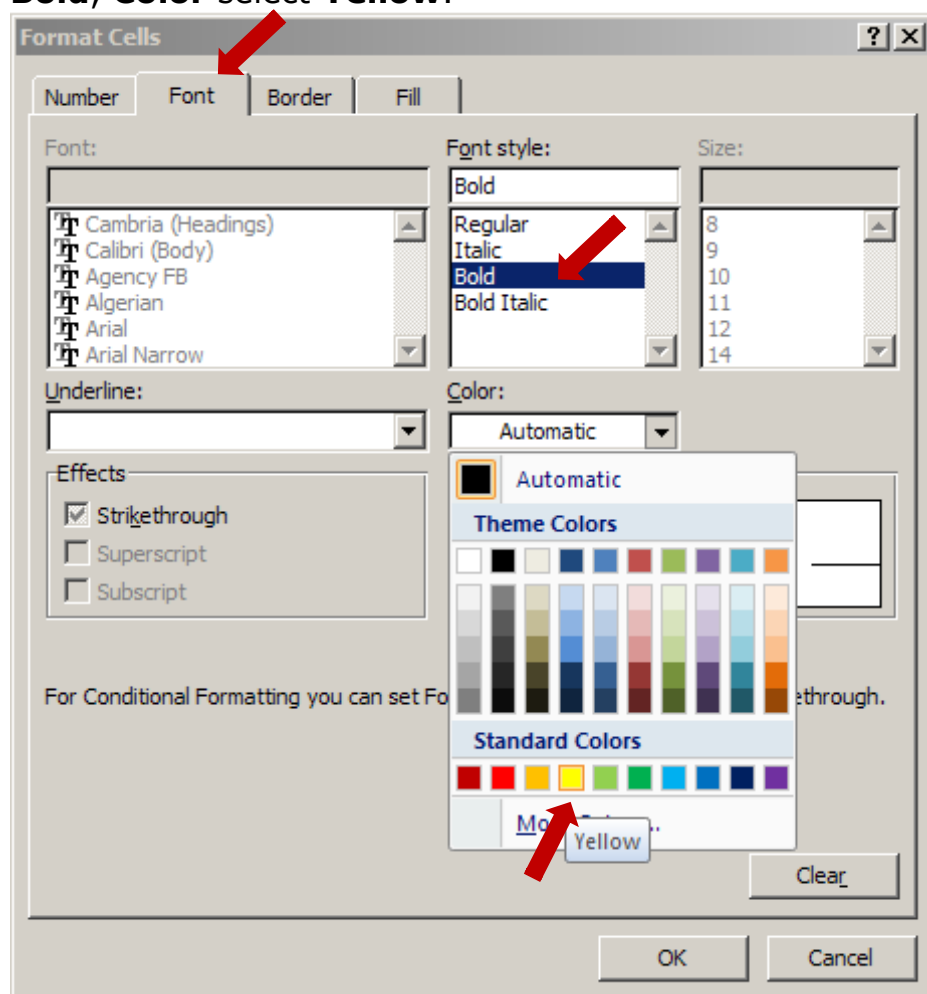 Bold, Color select Yellow.
Format Cells
Number Font Border Fill
Font: Font style: Size:
Bold
Cambria (Headings) Regular 8
Calibri (Body) Italic 9
Agency FB Bold 10
Algerian Bold Italic 11
Arial 12
Arial Narrow 14
Underline: Color:
Automatic
Effects Automatic
Strikethrough Theme Colors
Superscript
Subscript
For Conditional Formatting you can set
Standard Colors
Yellow
Clear
OK Cancel